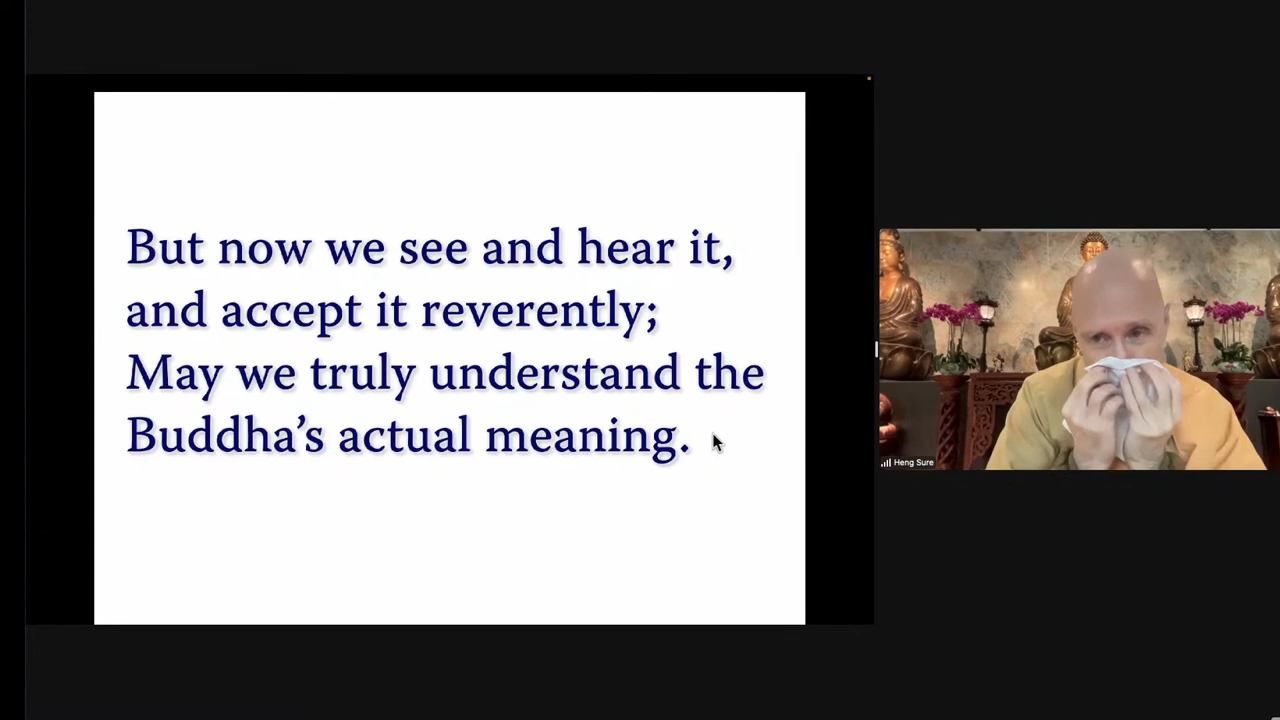 But now we see and hear it,
and accept it reverently;
May we truly understand the
Buddha’s actual meaning.
Heng Sure